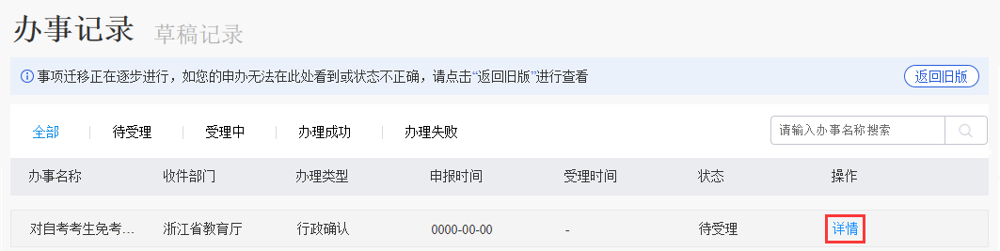 办事记录 草稿记录
事项迁移正在逐步进行，如您的申办无法在此处看到或状态不正确，请点击“返回旧版”进行查看 返回旧版
全部 待受理 受理中 办理成功 办理失败 请输入办事名称搜索
办事名称 收件部门 办理类型 申报时间 受理时间 状态 操作
对自考考生免考... 浙江省教育厅 行政确认 0000-00-00 - 待受理 详情